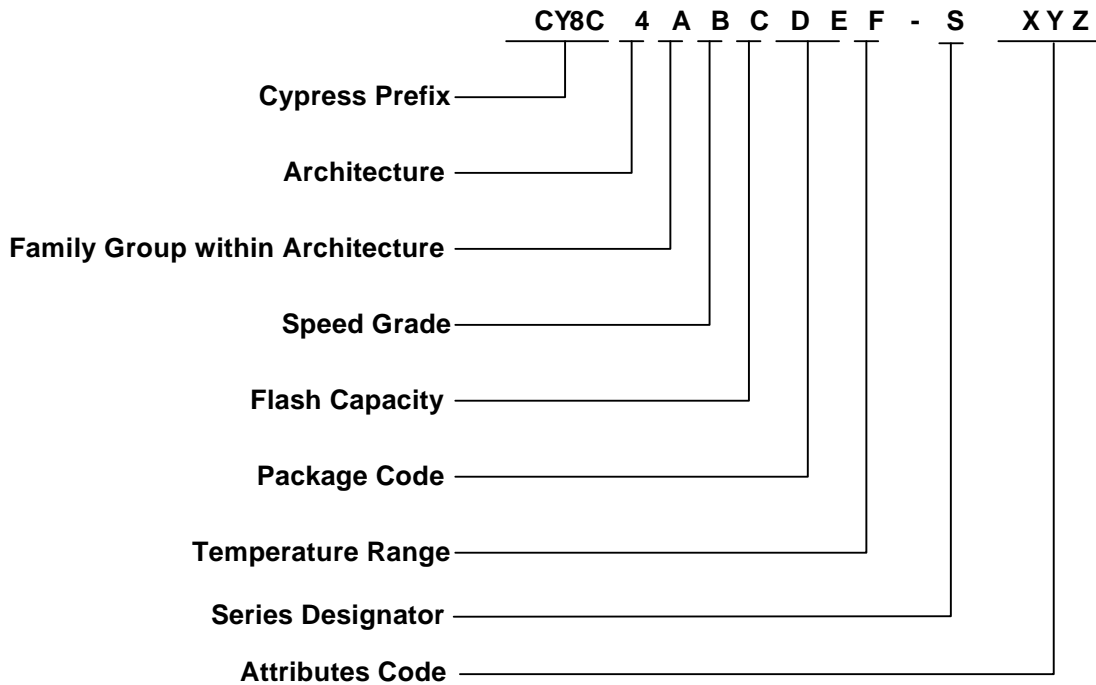 CY8C 4 A B C D E F - S X Y Z
Cypress Prefix
Architecture
Family Group within Architecture
Speed Grade
Flash Capacity
Package Code
Temperature Range
Series Designator
Attributes Code